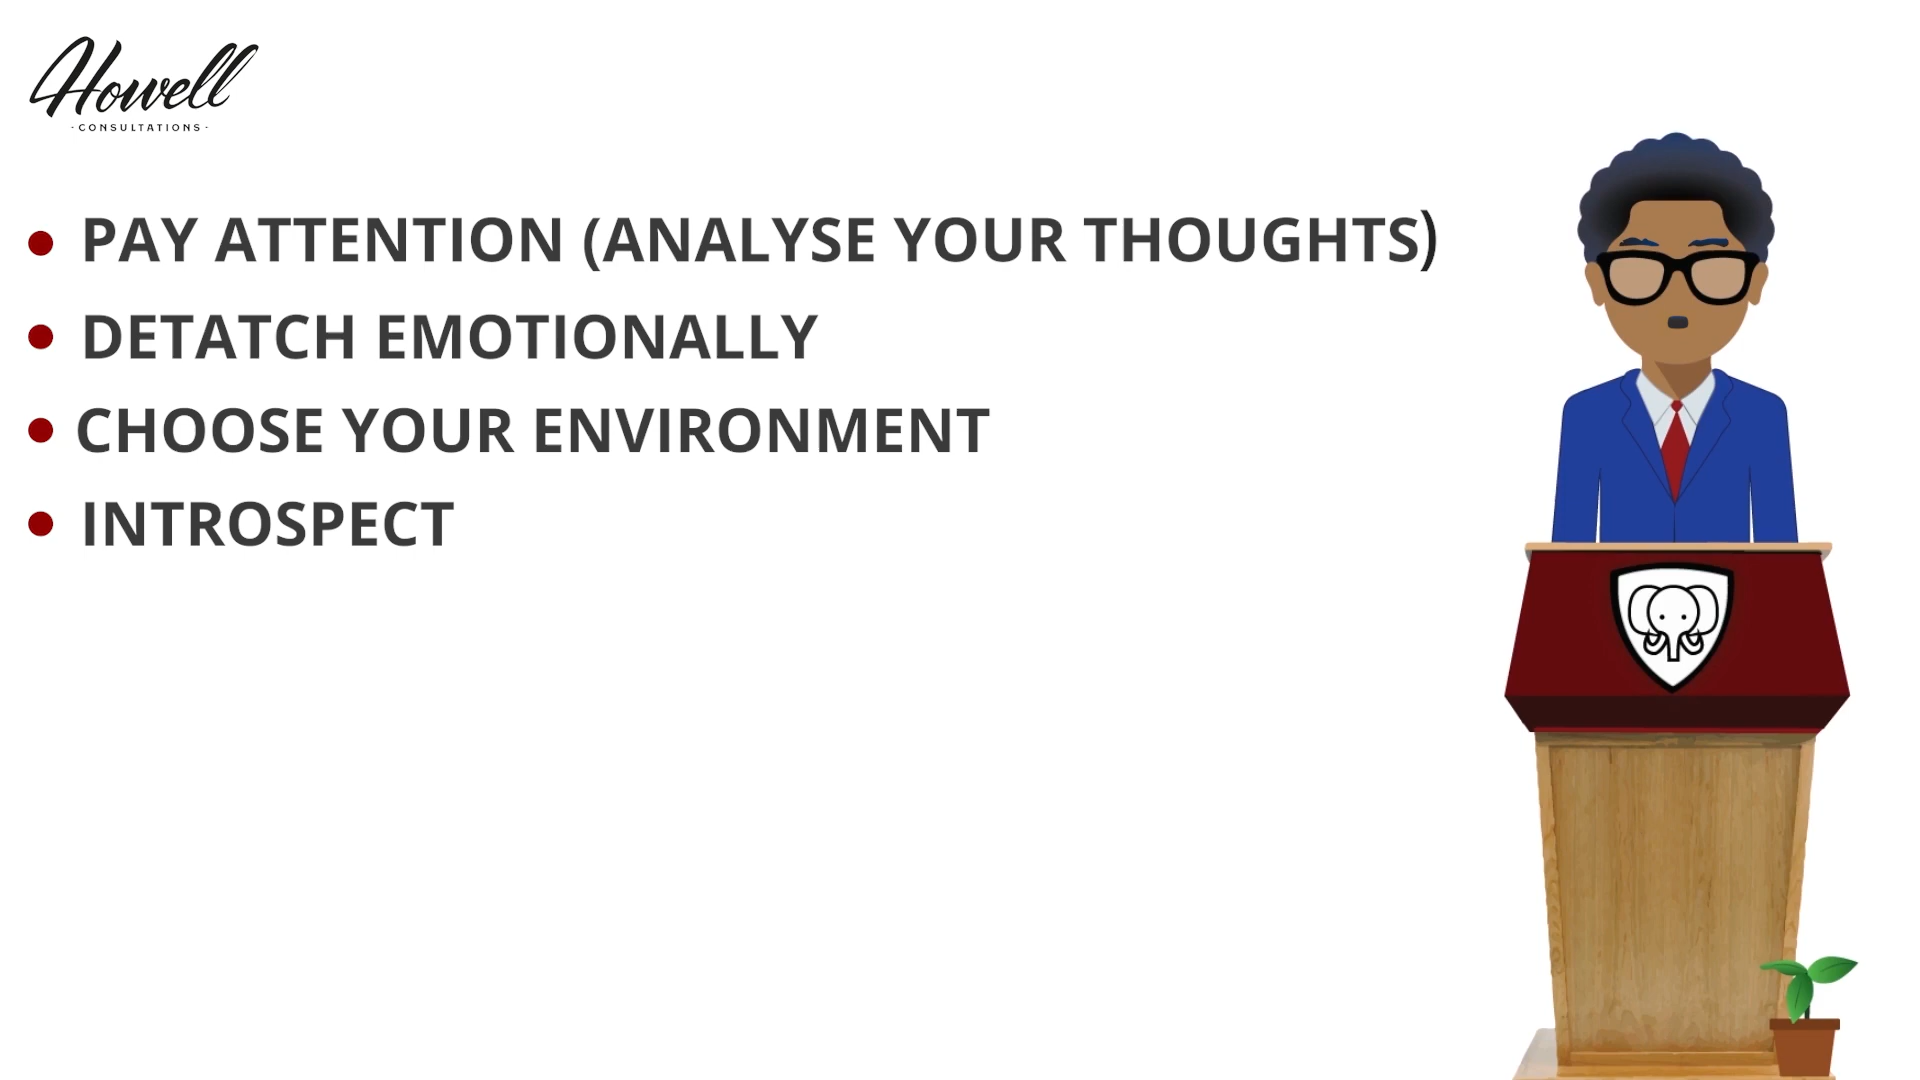 Howell
·CONSULTATIONS·
• PAY ATTENTION (ANALYSE YOUR THOUGHTS)
• DETATCH EMOTIONALLY
• CHOOSE YOUR ENVIRONMENT
• INTROSPECT